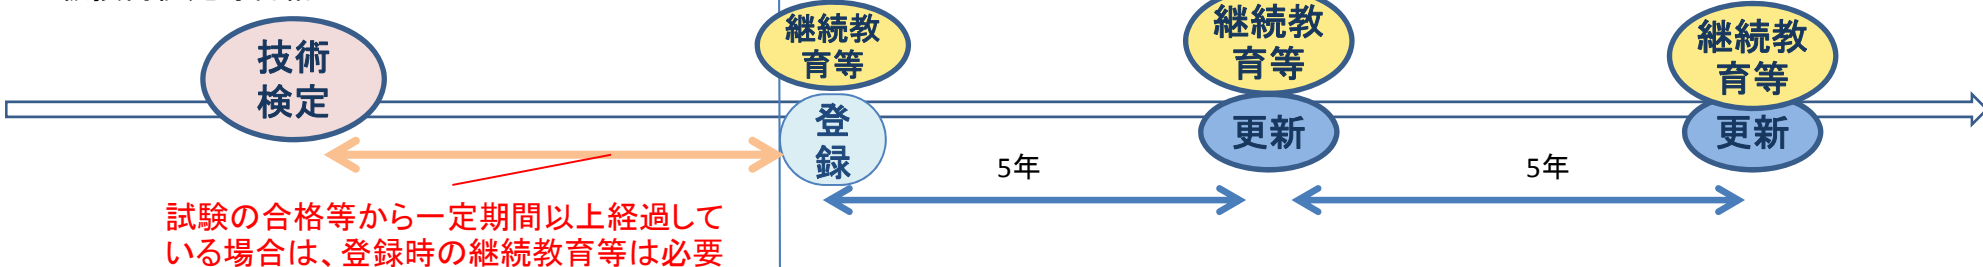 技術
検定
継続教
育等
登
録
継続教
育等
更新
継続教
育等
更新
5年
5年
試験の合格等から一定期間以上経過して
いる場合は、登録時の継続教育等は必要